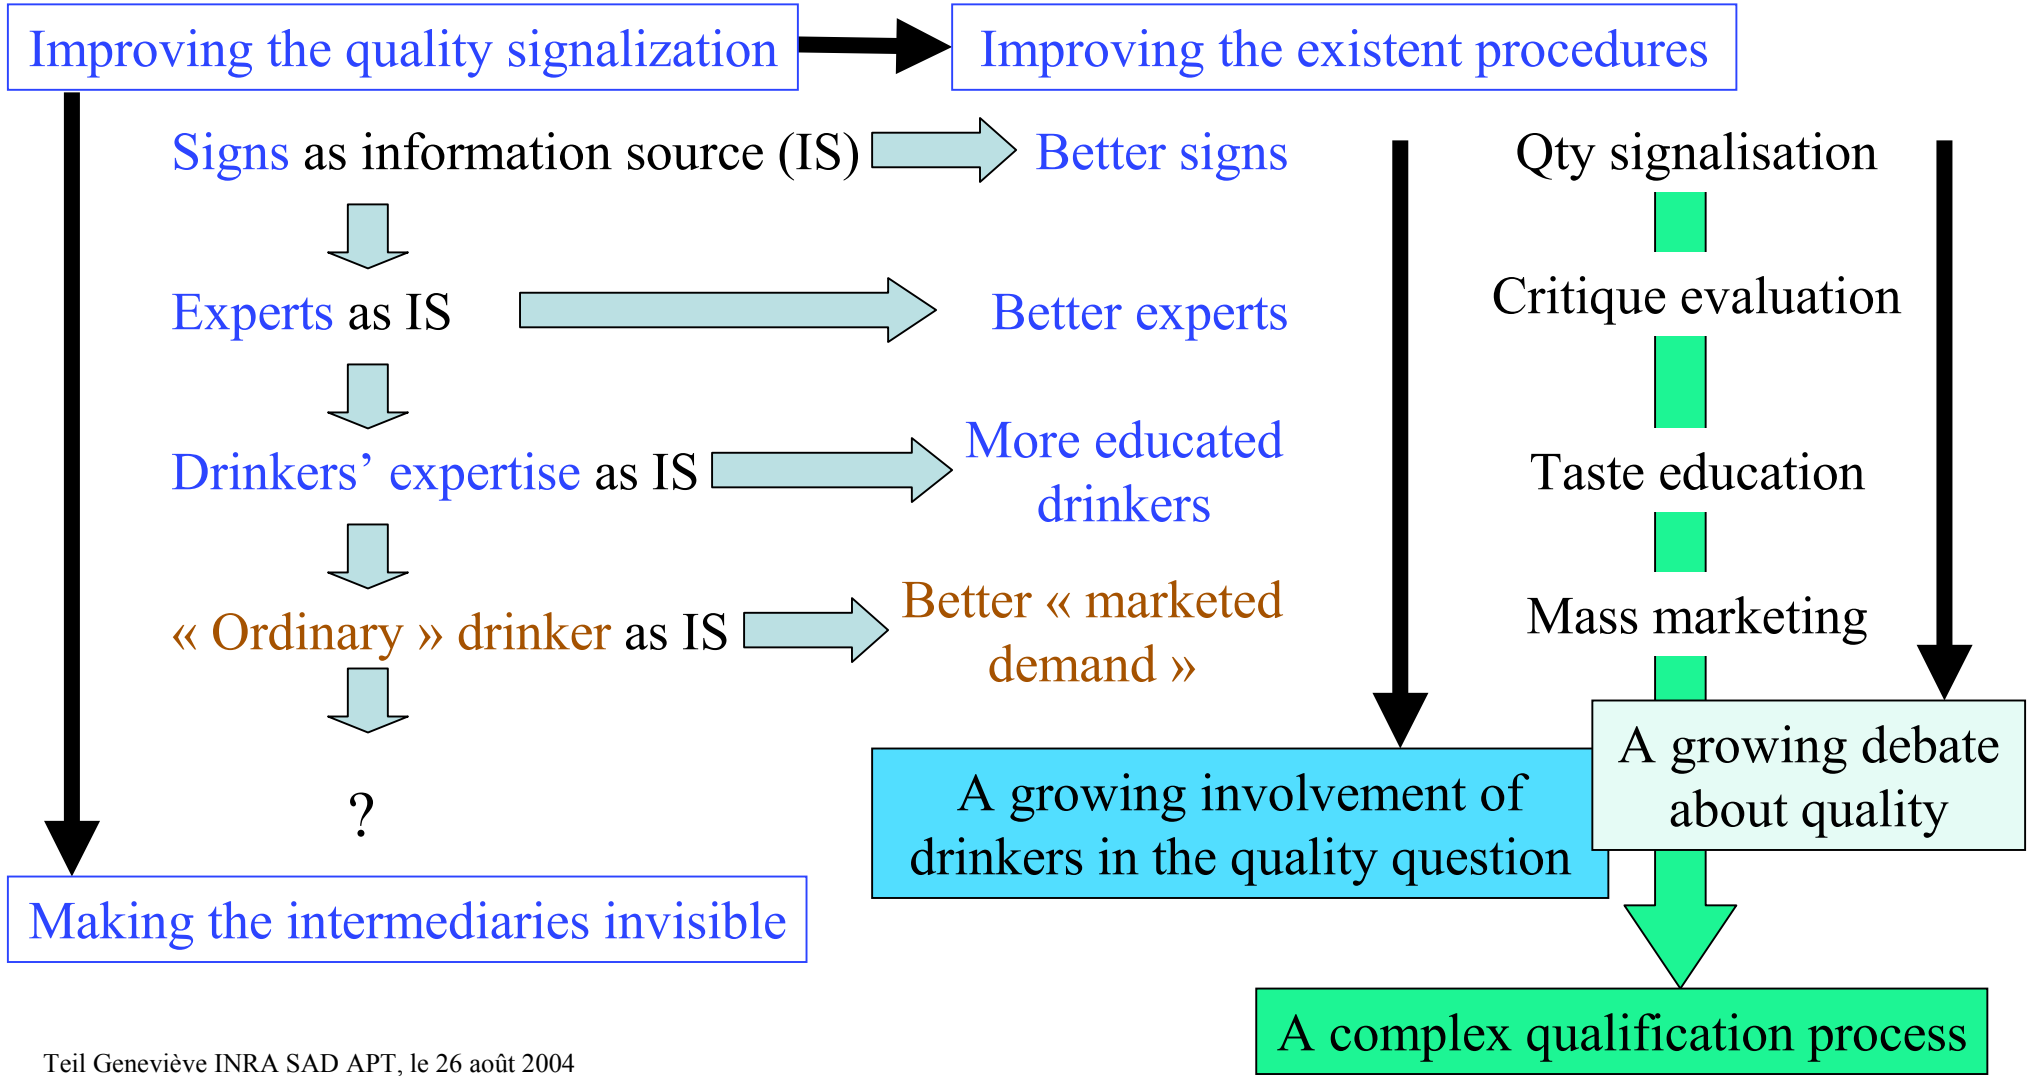 Improving the quality signalization
Improving the existent procedures
Signs as information source (IS)
Better signs
Qty signalisation
Experts as IS
Better experts
Critique evaluation
Drinkers’ expertise as IS
More educated
drinkers
Taste education
« Ordinary » drinker as IS
Better « marketed
demand »
Mass marketing
?
A growing involvement of
drinkers in the quality question
A growing debate
about quality
Making the intermediaries invisible
A complex qualification process
Teil Geneviève INRA SAD APT, le 26 août 2004